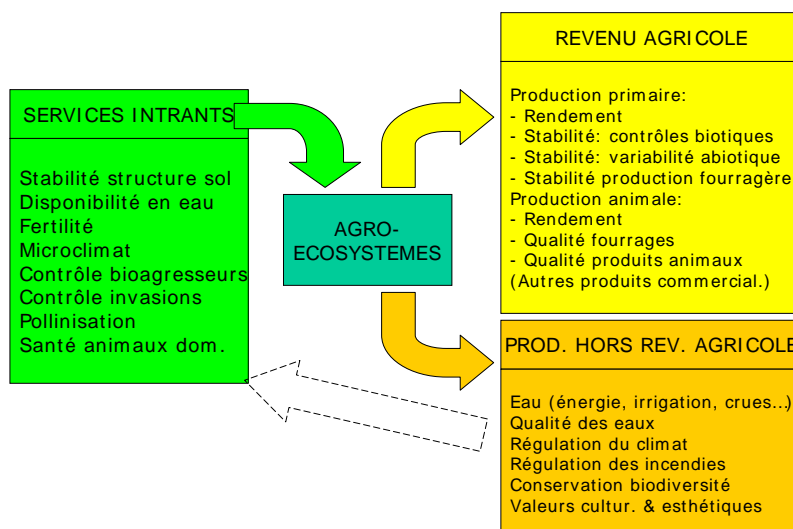 SERVICES INTRANTS
Stabilité structure sol
Disponibilité en eau
Fertilité
Microclimat
Contrôle bioagresseurs
Contrôle invasions
Pollinisation
Santé animaux dom.
AGRO-
ECOSYSTEMES
REVENU AGRICOLE
Production primaire:
- Rendement
- Stabilité: contrôles biotiques
- Stabilité: variabilité abiotique
- Stabilité production fourragère
Production animale:
- Rendement
- Qualité fourrages
- Qualité produits animaux
(Autres produits commercial.)
PROD. HORS REV. AGRICOLE
Eau (énergie, irrigation, crues...)
Qualité des eaux
Régulation du climat
Régulation des incendies
Conservation biodiversité
Valeurs cultur. & esthétiques